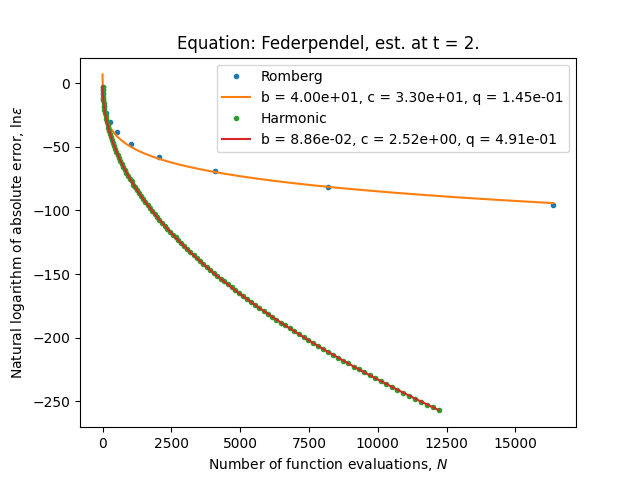 Equation: Federpendel, est. at t = 2.
Romberg
b = 4.00e+01, c = 3.30e+01, q = 1.45e-01
Harmonic
b = 8.86e-02, c = 2.52e+00, q = 4.91e-01
Natural logarithm of absolute error, lnε
0
−50
−100
−150
−200
−250
0 2500 5000 7500 10000 12500 15000
Number of function evaluations, N